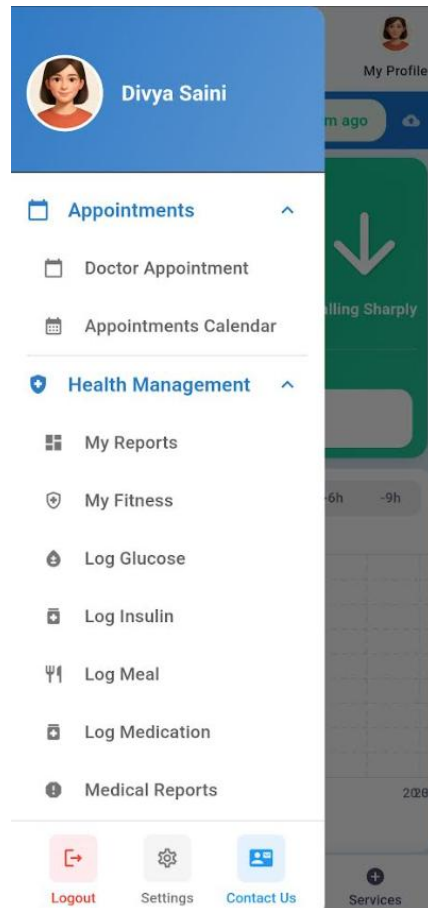 My Profile
Divya Saini
m ago
Appointments
Doctor Appointment
alling Sharply
Appointments Calendar
Health Management
My Reports
My Fitness
-6h
-9h
Log Glucose
Log Insulin
Log Meal
Log Medication
Medical Reports
Logout
Settings
Contact Us
Services